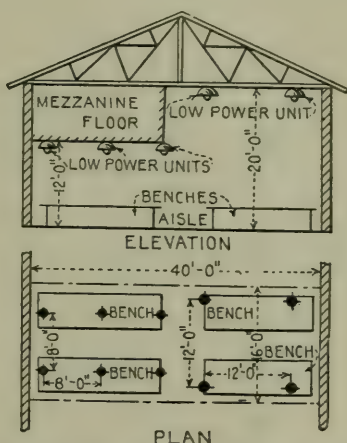 MEZZANINE
FLOOR
LOW POWER UNIT
LOW POWER UNITS
12'-0"
20'-0"
BENCHES
AISLE
ELEVATION
40'-0"
BENCH
BENCH
BENCH
BENCH
8'-0"
8'-0"
12'-0"
12'-0"
16'-0"
PLAN